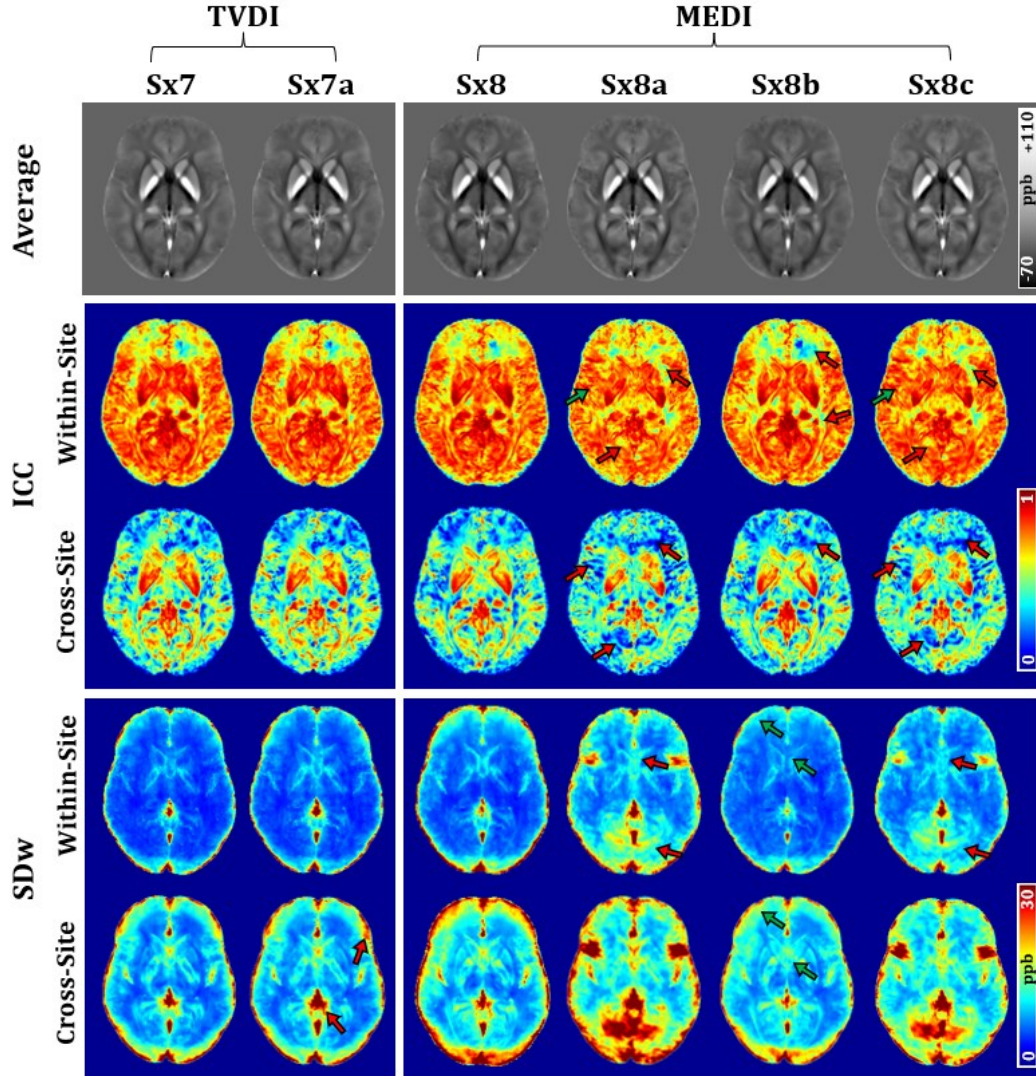 TVDI MEDI
Sx7 Sx7a Sx8 Sx8a Sx8b Sx8c
Average
-70 ppb +110
ICC
Within-Site
Cross-Site
0 1
SDw
Within-Site
Cross-Site
0 ppb 30